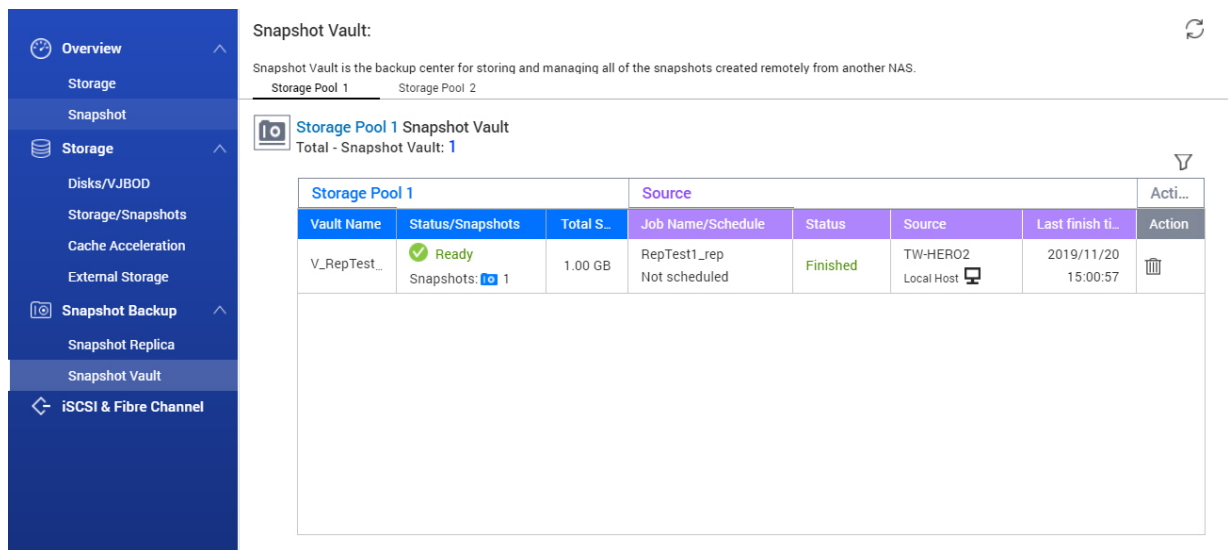 Overview
Storage
Snapshot
Storage
Disks/VJBOD
Storage/Snapshots
Cache Acceleration
External Storage
Snapshot Backup
Snapshot Replica
Snapshot Vault
iSCSI & Fibre Channel
Snapshot Vault:
Snapshot Vault is the backup center for storing and managing all of the snapshots created remotely from another NAS.
Storage Pool 1 Storage Pool 2
Storage Pool 1 Snapshot Vault
Total - Snapshot Vault: 1
Storage Pool 1 Source Acti...
Vault Name Status/Snapshots Total S... Job Name/Schedule Status Source Last finish ti... Action
V_RepTest_ Ready 1.00 GB RepTest1_rep Finished TW-HERO2 2019/11/20
Snapshots: 1 Not scheduled Local Host 15:00:57